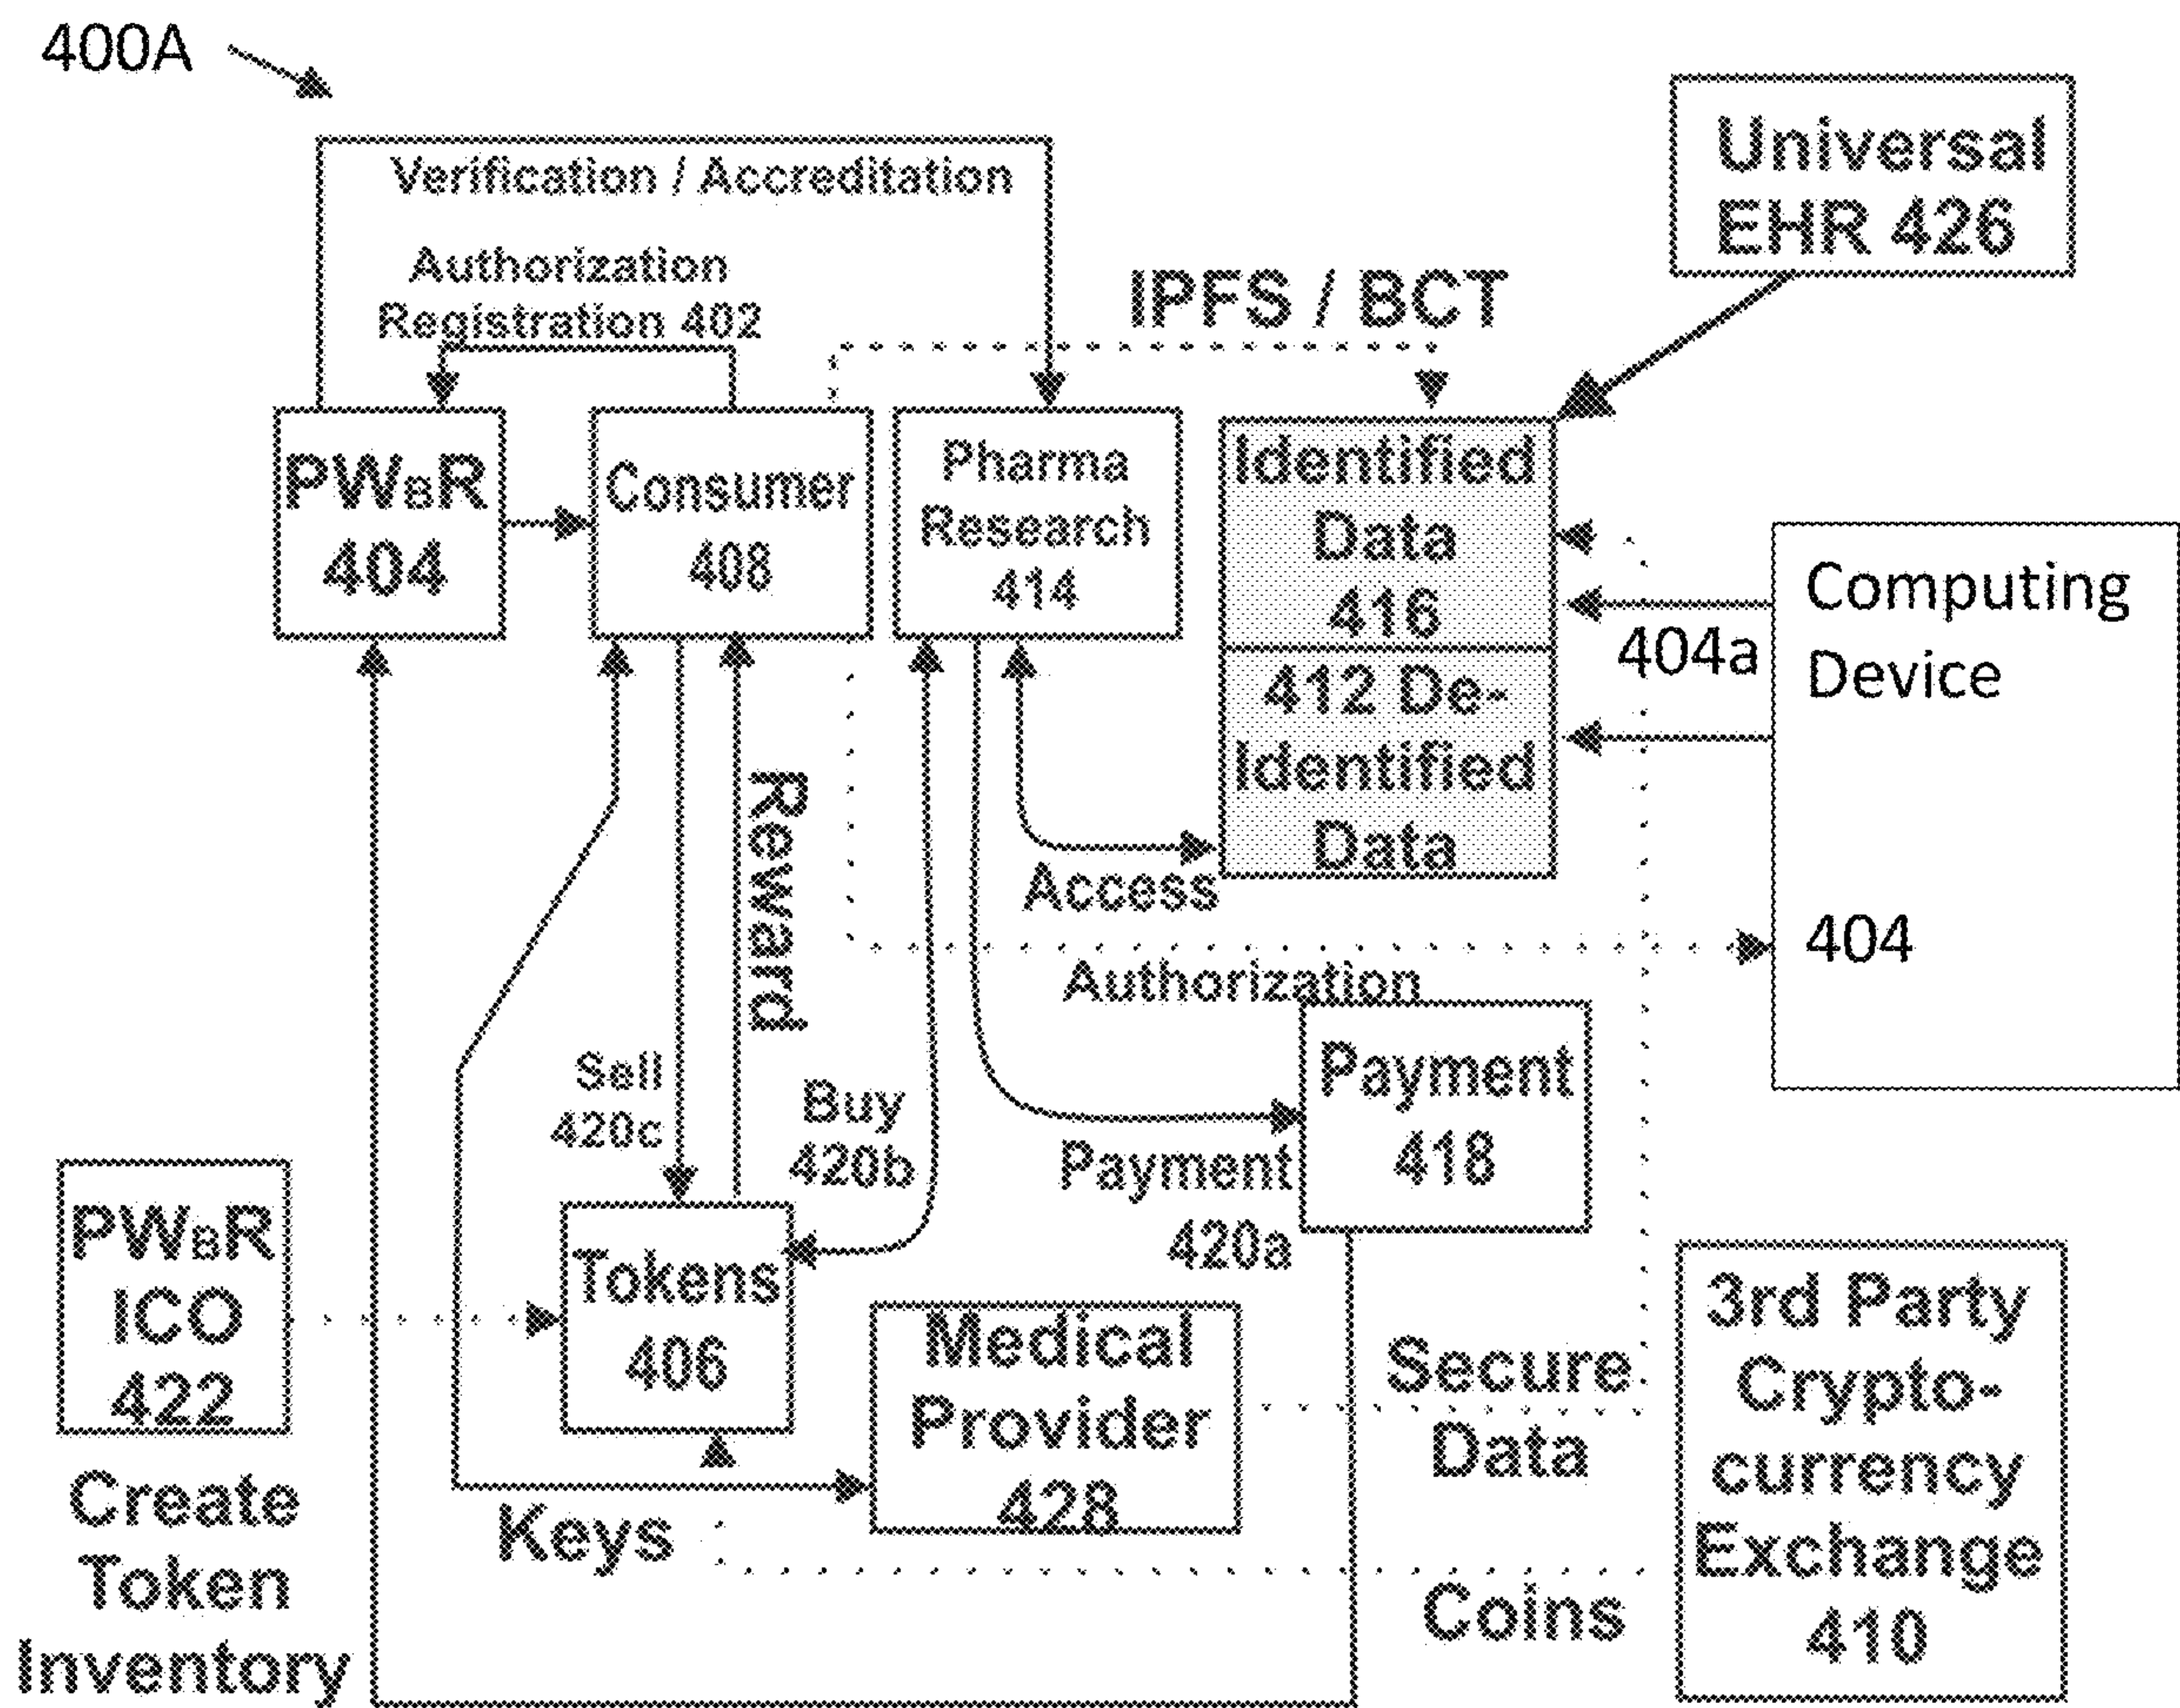 400A
Verification / Accreditation
Authorization
Registration 402
IPFS / BCT
Universal
EHR 426
PWBR
404
Consumer
408
Pharma
Research
414
Identified
Data
416
412 De-
Identified
Data
404a
Computing
Device
404
Access
Authorization
Reward
Sell
420c
Buy
420b
Payment
420a
Payment
418
PWBR
ICO
422
Create
Token
Inventory
Tokens
406
Medical
Provider
428
Keys
Secure
Data
Coins
3rd Party
Crypto-
currency
Exchange
410